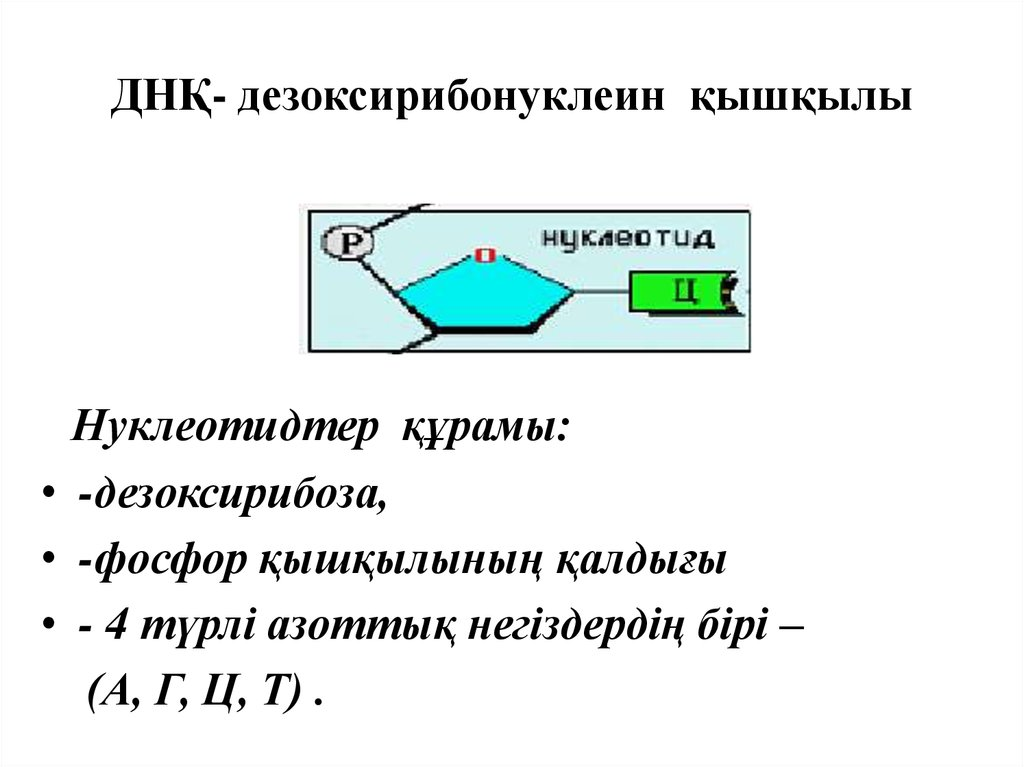 ДНҚ- дезоксирибонуклеин қышқылы
P
нуклеотид
О
Ц
Нуклеотидтер құрамы:
• -дезоксирибоза,
• -фосфор қышқылының қалдығы
• - 4 түрлі азоттық негіздердің бірі –
(А, Г, Ц, Т) .